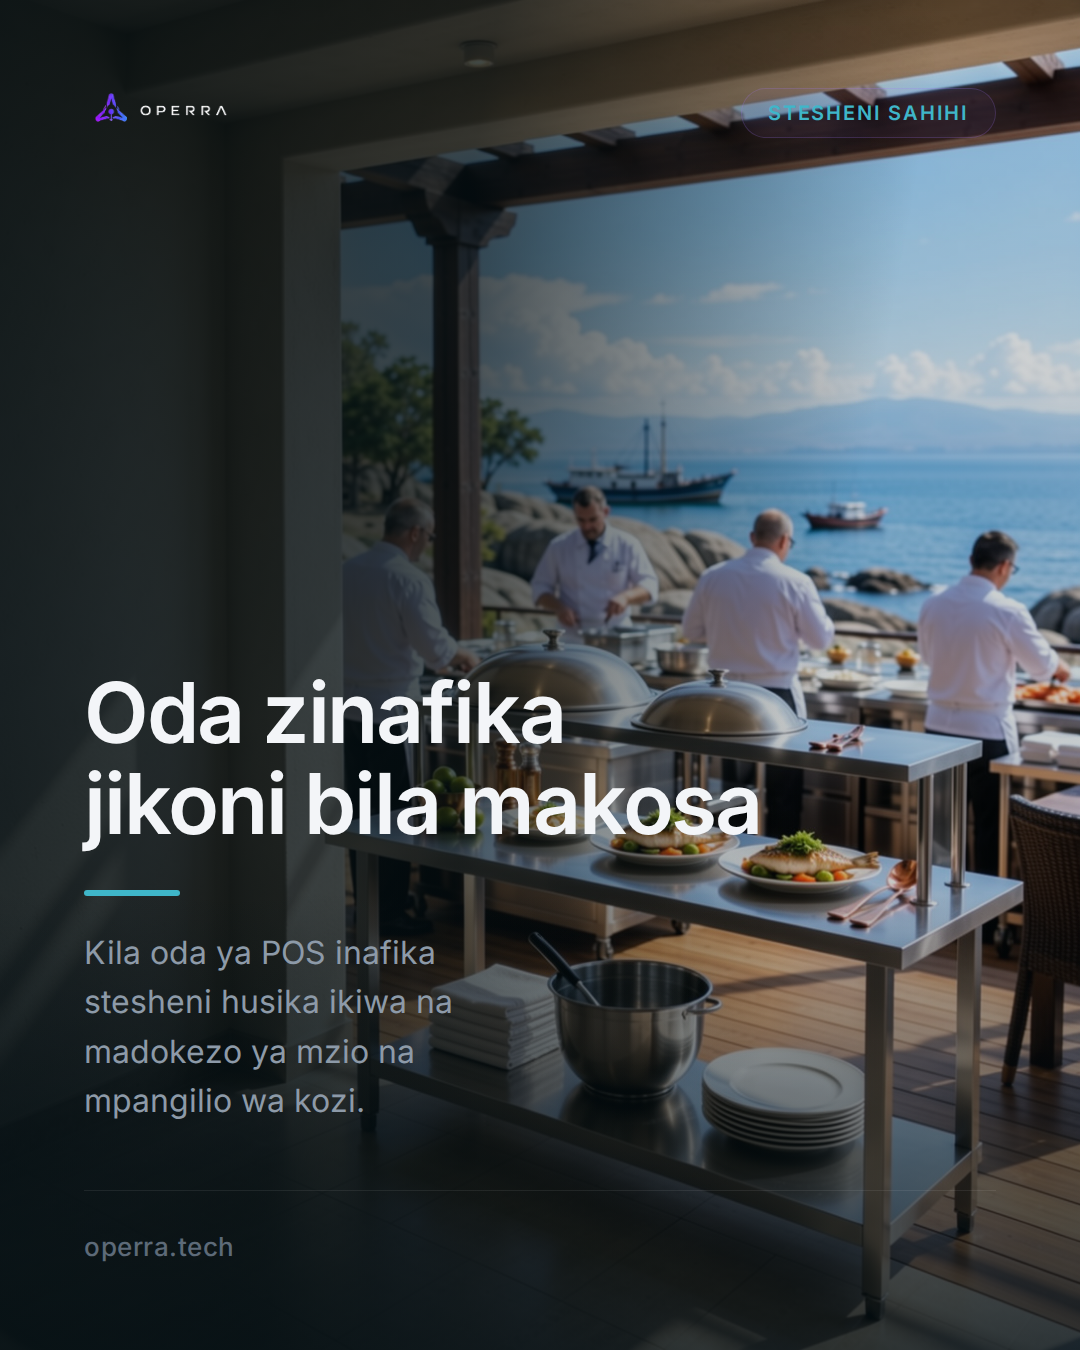 OPERRA
STESHENI SAHIHI
Oda zinafika
jikoni bila makosa
Kila oda ya POS inafika
stesheni husika ikiwa na
madokezo ya mzio na
mpangilio wa kozi.
operra.tech